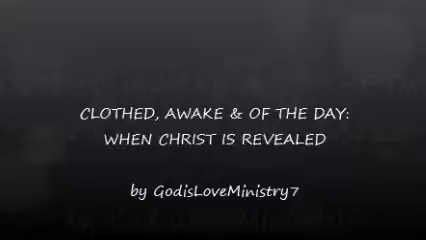 CLOTHED, AWAKE & OF THE DAY:
WHEN CHRIST IS REVEALED
by GodisLoveMinistry7